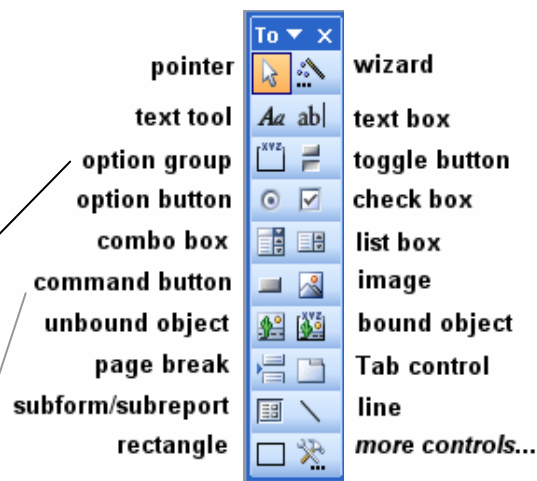 To
pointer wizard
text tool Aa ab| text box
option group XYZ toggle button
option button check box
combo box list box
command button image
unbound object XYZ bound object
page break Tab control
subform/subreport line
rectangle more controls...